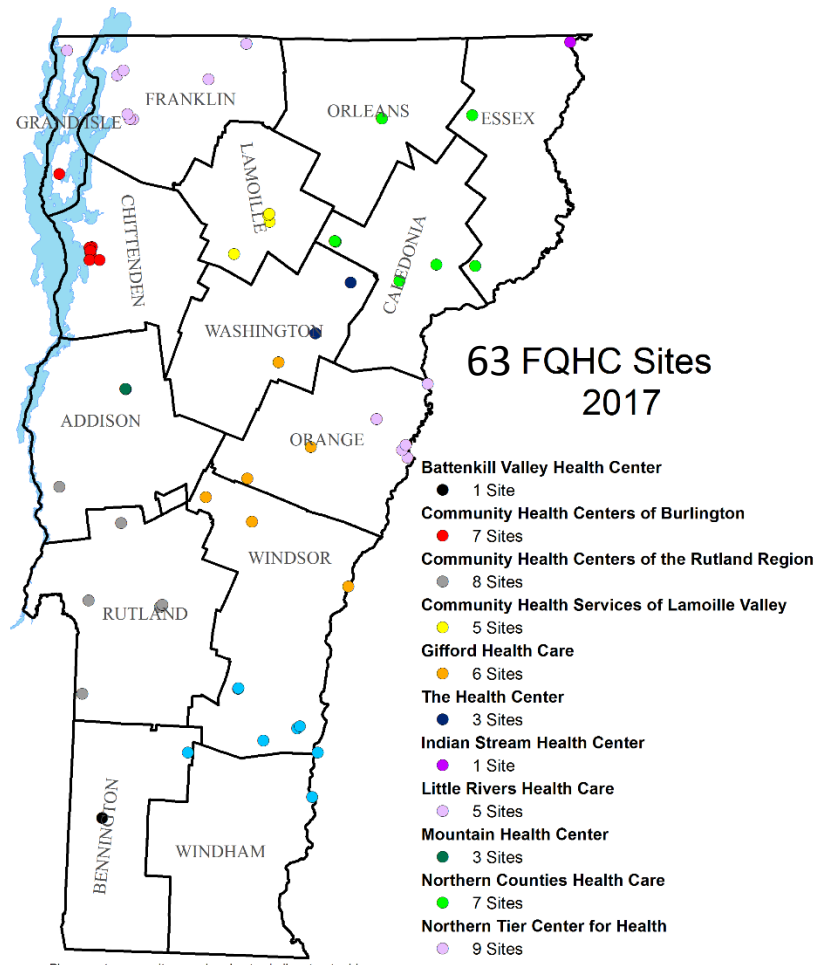 FRANKLIN
ORLEANS
ESSEX
GRAND ISLE
LAMOILLE
CHITTENDEN
CALEDONIA
WASHINGTON
63 FQHC Sites
2017
ADDISON
ORANGE
Battenkill Valley Health Center
1 Site
Community Health Centers of Burlington
7 Sites
WINDSOR
Community Health Centers of the Rutland Region
8 Sites
RUTLAND
Community Health Services of Lamoille Valley
5 Sites
Gifford Health Care
6 Sites
The Health Center
3 Sites
Indian Stream Health Center
1 Site
Little Rivers Health Care
5 Sites
BENNINGTON
Mountain Health Center
3 Sites
WINDHAM
Northern Counties Health Care
7 Sites
Northern Tier Center for Health
9 Sites